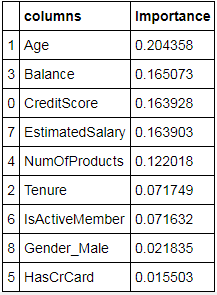 columns Importance
1 Age 0.204358
3 Balance 0.165073
0 CreditScore 0.163928
7 EstimatedSalary 0.163903
4 NumOfProducts 0.122018
2 Tenure 0.071749
6 IsActiveMember 0.071632
8 Gender_Male 0.021835
5 HasCrCard 0.015503